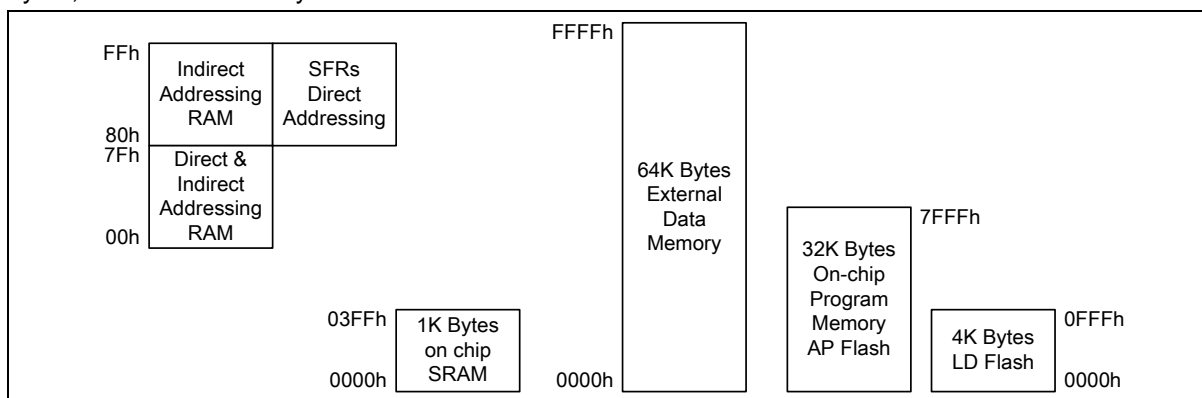 FFh
Indirect
Addressing
RAM
80h
SFRs
Direct
Addressing
7Fh
Direct &
Indirect
Addressing
RAM
00h
03FFh
1K Bytes
on chip
SRAM
0000h
FFFFh
64K Bytes
External
Data
Memory
0000h
7FFFh
32K Bytes
On-chip
Program
Memory
AP Flash
0FFFh
4K Bytes
LD Flash
0000h